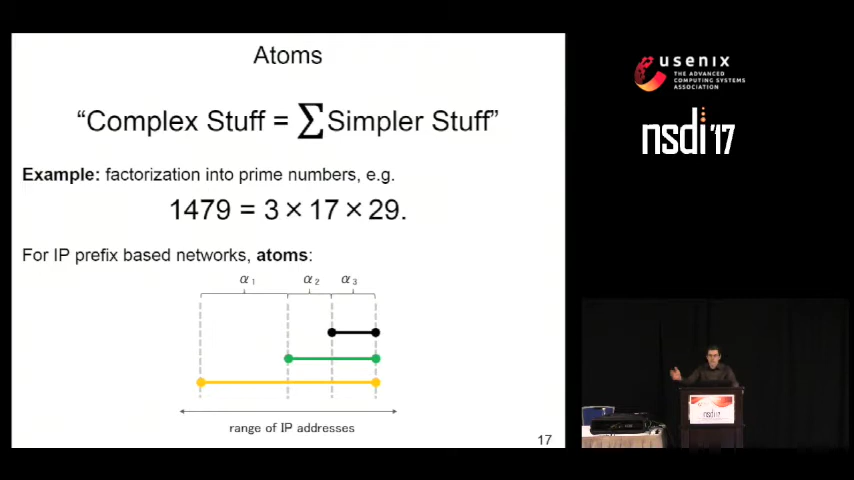 Atoms
“Complex Stuff = ∑ Simpler Stuff”
Example: factorization into prime numbers, e.g.
1479 = 3 × 17 × 29.
For IP prefix based networks, atoms:
α1 α2 α3
range of IP addresses
17
usenix
THE ADVANCED
COMPUTING SYSTEMS
ASSOCIATION
nsdi '17
nsdi